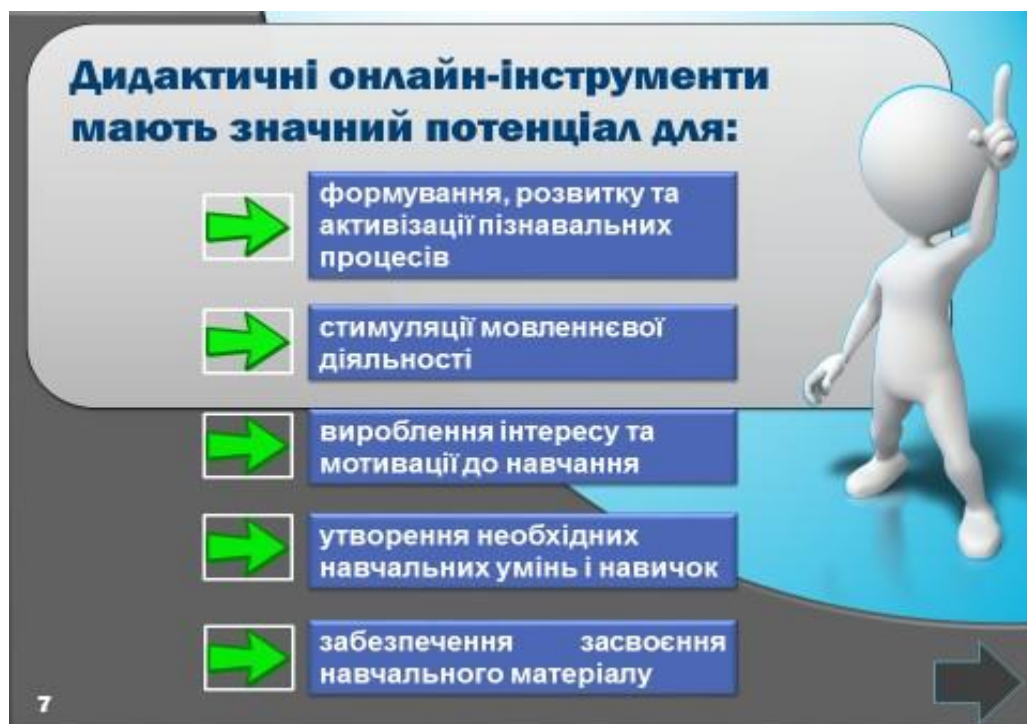 Дидактичні онлайн-інструменти
мають значний потенціал для:
формування, розвитку та
активізації пізнавальних
процесів
стимуляції мовленнєвої
діяльності
вироблення інтересу та
мотивації до навчання
утворення необхідних
навчальних умінь і навичок
забезпечення засвоєння
навчального матеріалу
7